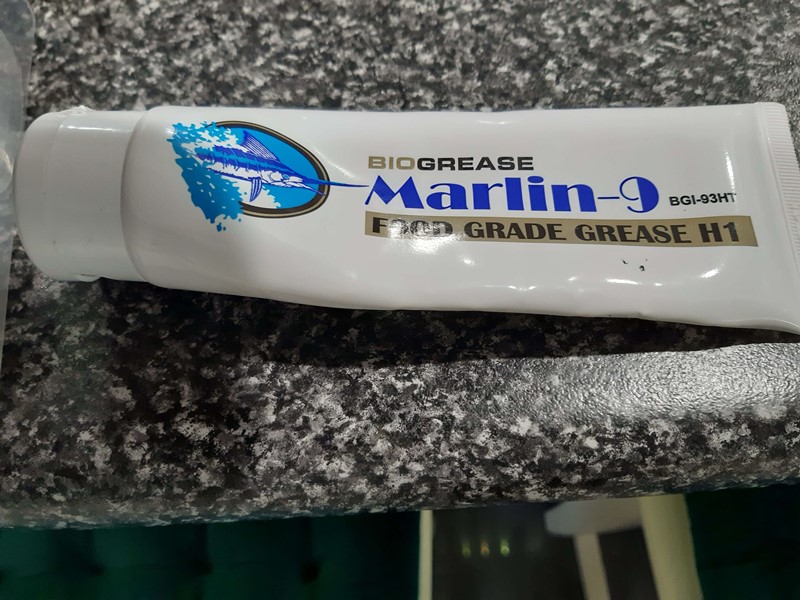 BIOGREASE
Marlin-9 BGI-93HT
FOOD GRADE GREASE H1